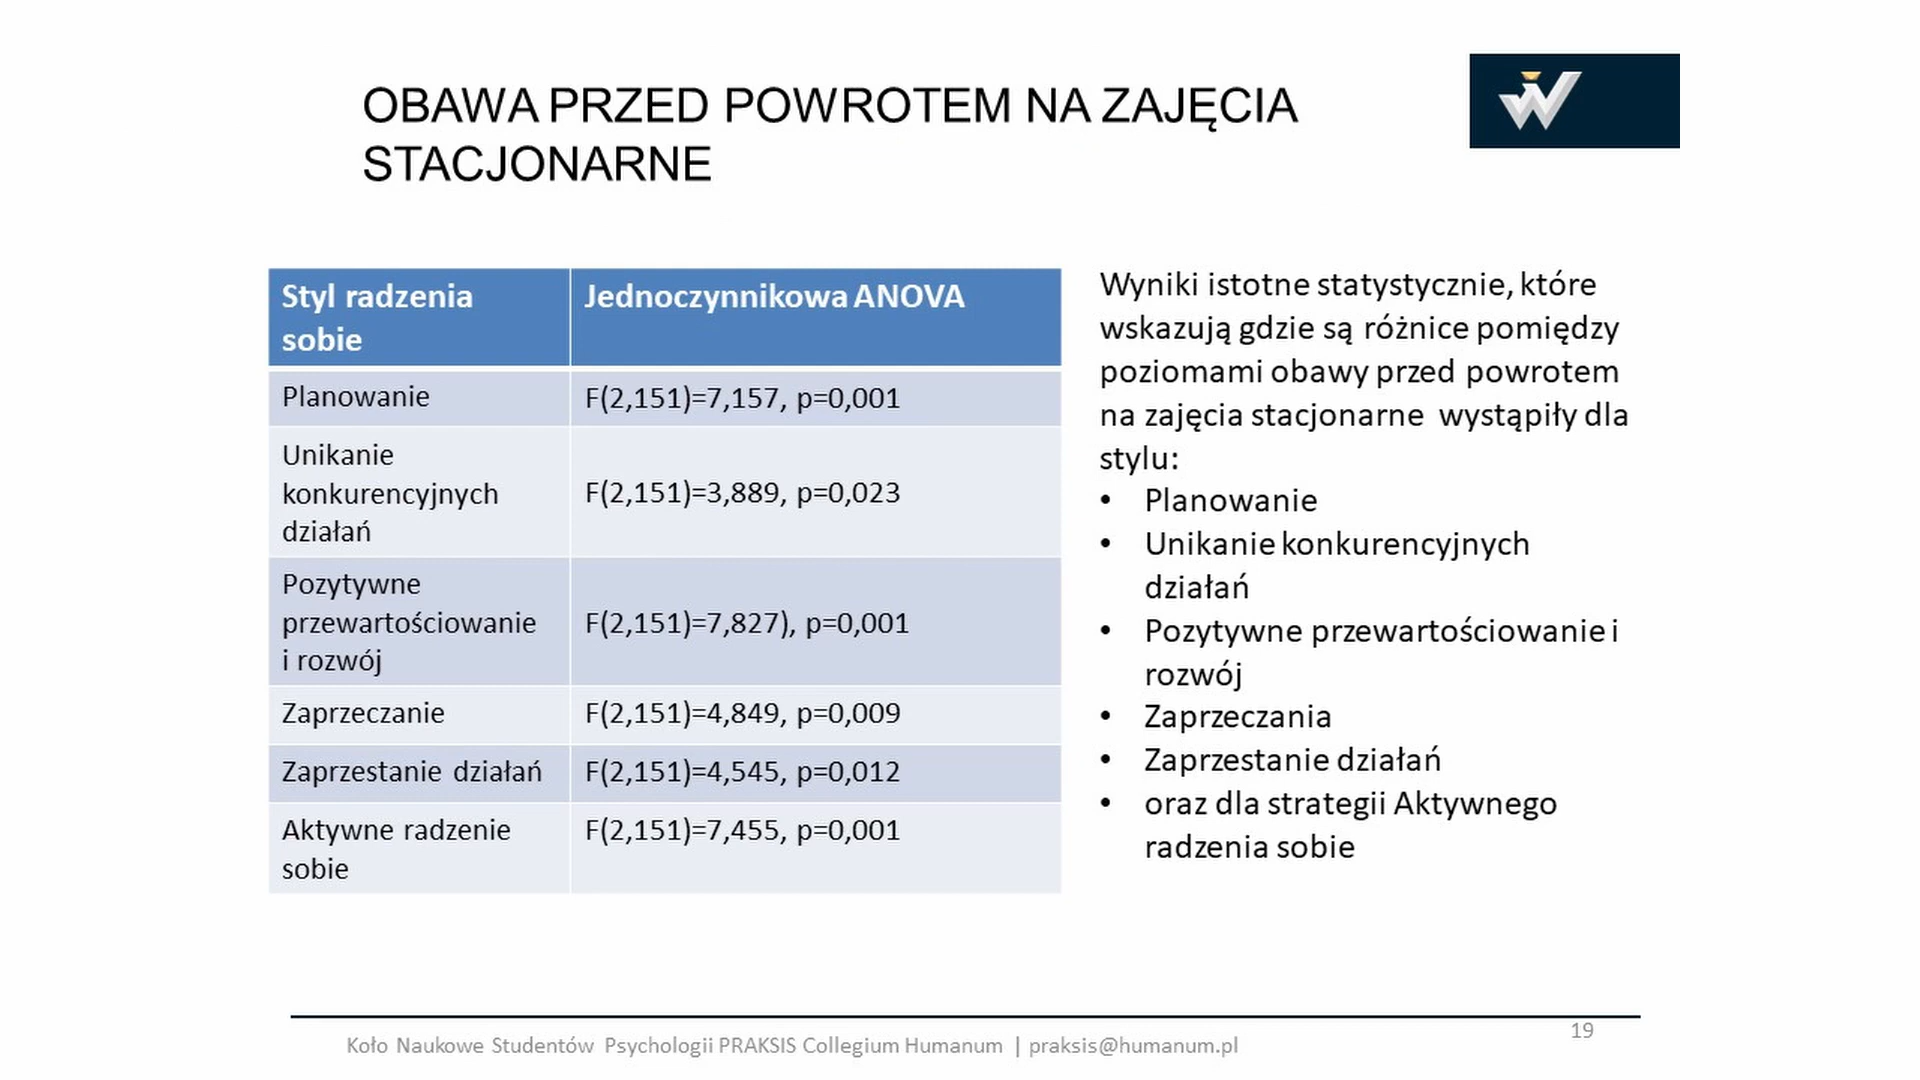 OBAWA PRZED POWROTEM NA ZAJĘCIA
STACJONARNE
Styl radzenia
sobie
Jednoczynnikowa ANOVA
Planowanie
F(2,151)=7,157, p=0,001
Unikanie
konkurencyjnych
działań
F(2,151)=3,889, p=0,023
Pozytywne
przewartościowanie
i rozwój
F(2,151)=7,827), p=0,001
Zaprzeczanie
F(2,151)=4,849, p=0,009
Zaprzestanie działań
F(2,151)=4,545, p=0,012
Aktywne radzenie
sobie
F(2,151)=7,455, p=0,001
Wyniki istotne statystycznie, które
wskazują gdzie są różnice pomiędzy
poziomami obawy przed powrotem
na zajęcia stacjonarne wystąpiły dla
stylu:
• Planowanie
• Unikanie konkurencyjnych
działań
• Pozytywne przewartościowanie i
rozwój
• Zaprzeczania
• Zaprzestanie działań
• oraz dla strategii Aktywnego
radzenia sobie
Koło Naukowe Studentów Psychologii PRAKSIS Collegium Humanum | praksis@humanum.pl
19